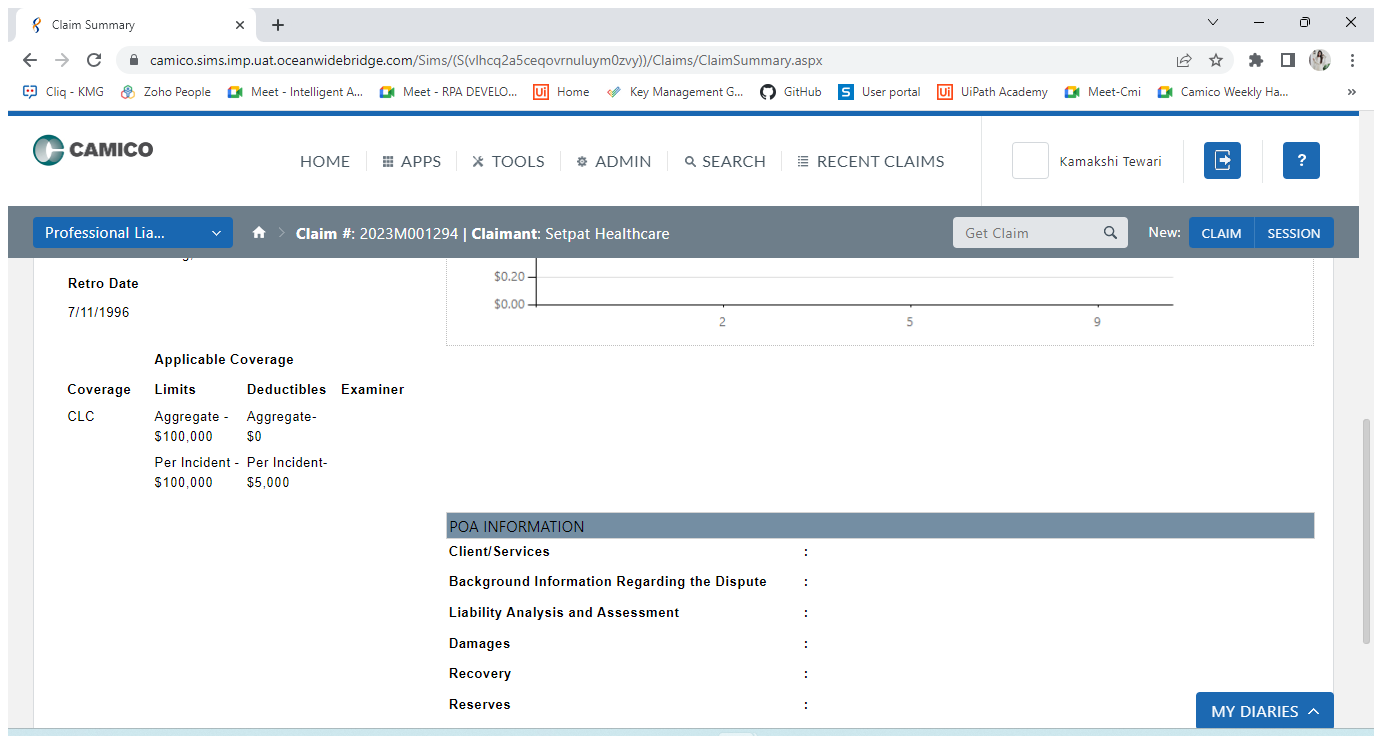 Claim Summary
camico.sims.imp.uat.oceanwidebridge.com/Sims/(S(vlhcq2a5ceqovrnuluym0zvy))/Claims/ClaimSummary.aspx
Cliq - KMG Zoho People Meet - Intelligent A... Meet - RPA DEVELO... Home Key Management G... GitHub User portal UiPath Academy Meet-Cmi Camico Weekly Ha... »
CAMICO
HOME APPS TOOLS ADMIN SEARCH RECENT CLAIMS Kamakshi Tewari ?
Professional Lia... Claim #: 2023M001294 | Claimant: Setpat Healthcare Get Claim New: CLAIM SESSION
Retro Date
7/11/1996
$0.20
$0.00
2 5 9
Applicable Coverage
Coverage Limits Deductibles Examiner
CLC Aggregate - Aggregate-
$100,000 $0
Per Incident - Per Incident-
$100,000 $5,000
POA INFORMATION
Client/Services :
Background Information Regarding the Dispute :
Liability Analysis and Assessment :
Damages :
Recovery :
Reserves :
MY DIARIES